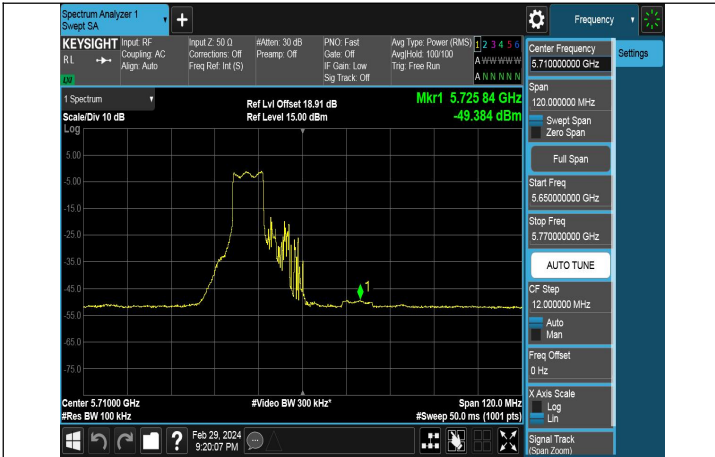 Spectrum Analyzer 1
Swept SA
+
Frequency
KEYSIGHT
RL
Input: RF
Coupling: AC
Align: Auto
Input Z: 50 Ω
Corrections: Off
Freq Ref: Int (S)
#Atten: 30 dB
Preamp: Off
PNO: Fast
Gate: Off
IF Gain: Low
Sig Track: Off
Avg Type: Power (RMS)
Avg|Hold: 100/100
Trig: Free Run
1 2 3 4 5 6
A W W W W W
A N N N N N
Settings
1 Spectrum
Scale/Div 10 dB
Log
Ref Lvl Offset 18.91 dB
Ref Level 15.00 dBm
Mkr1 5.725 84 GHz
-49.384 dBm
5.00
-5.00
-15.0
-25.0
-35.0
-45.0
-55.0
-65.0
-75.0
1
Center 5.71000 GHz
#Res BW 100 kHz
#Video BW 300 kHz*
Span 120.0 MHz
#Sweep 50.0 ms (1001 pts)
Center Frequency
5.710000000 GHz
Span
120.000000 MHz
Swept Span
Zero Span
Full Span
Start Freq
5.650000000 GHz
Stop Freq
5.770000000 GHz
AUTO TUNE
CF Step
12.000000 MHz
Auto
Man
Freq Offset
0 Hz
X Axis Scale
Log
Lin
Signal Track
(Span Zoom)
?
Feb 29, 2024
9:20:07 PM